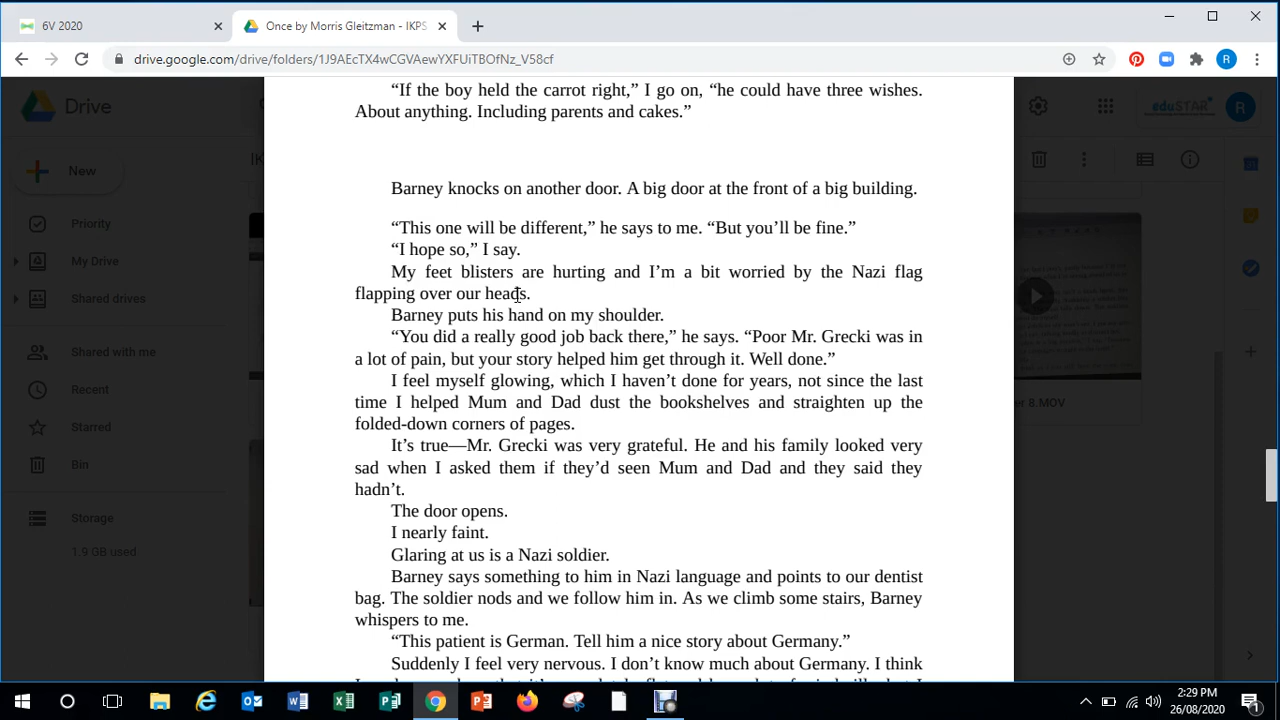 6V 2020
Once by Morris Gleitzman - IKPS
drive.google.com/drive/folders/1J9AEcTX4wCGVAewYXFUiTBOfNz_V58cf
R
Drive
eduSTAR
R
New
Priority
My Drive
Shared drives
Shared with me
Recent
Starred
Bin
Storage
1.9 GB used
“If the boy held the carrot right,” I go on, “he could have three wishes.
About anything. Including parents and cakes.”
Barney knocks on another door. A big door at the front of a big building.
“This one will be different,” he says to me. “But you’ll be fine.”
“I hope so,” I say.
My feet blisters are hurting and I’m a bit worried by the Nazi flag
flapping over our heads.
Barney puts his hand on my shoulder.
“You did a really good job back there,” he says. “Poor Mr. Grecki was in
a lot of pain, but your story helped him get through it. Well done.”
I feel myself glowing, which I haven’t done for years, not since the last
time I helped Mum and Dad dust the bookshelves and straighten up the
folded-down corners of pages.
It’s true—Mr. Grecki was very grateful. He and his family looked very
sad when I asked them if they’d seen Mum and Dad and they said they
hadn’t.
The door opens.
I nearly faint.
Glaring at us is a Nazi soldier.
Barney says something to him in Nazi language and points to our dentist
bag. The soldier nods and we follow him in. As we climb some stairs, Barney
whispers to me.
“This patient is German. Tell him a nice story about Germany.”
Suddenly I feel very nervous. I don’t know much about Germany. I think
er 8.MOV
2:29 PM
26/08/2020